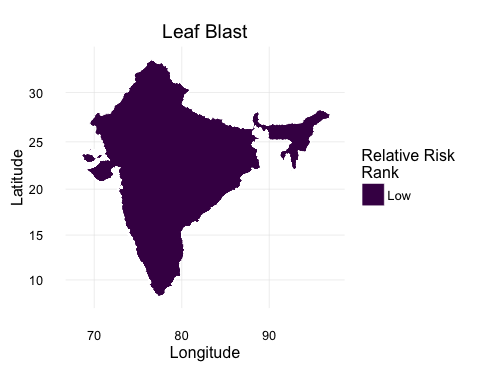 Leaf Blast
30
25
20
15
10
Latitude
70 80 90
Longitude
Relative Risk
Rank
Low